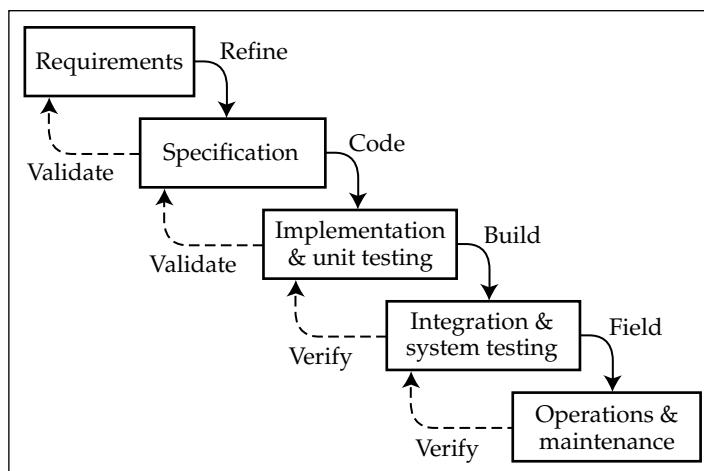 Requirements
Refine
Validate
Specification
Code
Validate
Implementation
& unit testing
Build
Verify
Integration &
system testing
Field
Verify
Operations &
maintenance